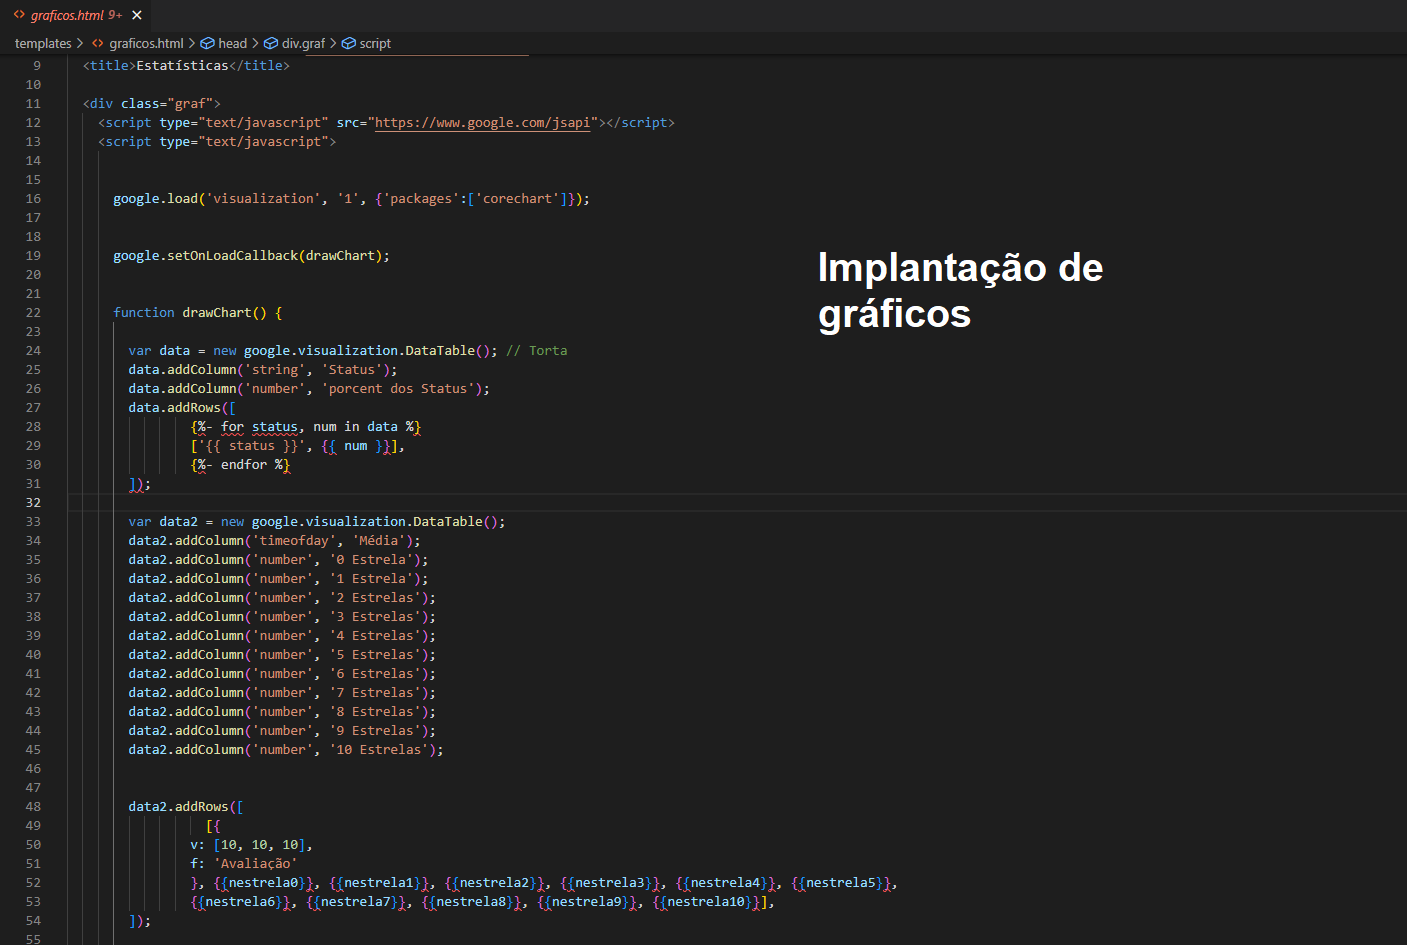 graficos.html 9+
templates > graficos.html > head > div.graf > script
9 <title>Estatísticas</title>
10
11 <div class="graf">
12 <script type="text/javascript" src="https://www.google.com/jsapi"></script>
13 <script type="text/javascript">
14
15
16 google.load('visualization', '1', {'packages':['corechart']});
17
18
19 google.setOnLoadCallback(drawChart);
20
21
22 function drawChart() {
23
24 var data = new google.visualization.DataTable(); // Torta
25 data.addColumn('string', 'Status');
26 data.addColumn('number', 'porcent dos Status');
27 data.addRows([
28 {%- for status, num in data %}
29 ['{{ status }}', {{ num }}],
30 {%- endfor %}
31 ]);
32
33 var data2 = new google.visualization.DataTable();
34 data2.addColumn('timeofday', 'Média');
35 data2.addColumn('number', '0 Estrela');
36 data2.addColumn('number', '1 Estrela');
37 data2.addColumn('number', '2 Estrelas');
38 data2.addColumn('number', '3 Estrelas');
39 data2.addColumn('number', '4 Estrelas');
40 data2.addColumn('number', '5 Estrelas');
41 data2.addColumn('number', '6 Estrelas');
42 data2.addColumn('number', '7 Estrelas');
43 data2.addColumn('number', '8 Estrelas');
44 data2.addColumn('number', '9 Estrelas');
45 data2.addColumn('number', '10 Estrelas');
46
47
48 data2.addRows([
49 [{
50 v: [10, 10, 10],
51 f: 'Avaliação'
52 }, {{nestrela0}}, {{nestrela1}}, {{nestrela2}}, {{nestrela3}}, {{nestrela4}}, {{nestrela5}},
53 {{nestrela6}}, {{nestrela7}}, {{nestrela8}}, {{nestrela9}}, {{nestrela10}}],
54 ]);
55
Implantação de
gráficos